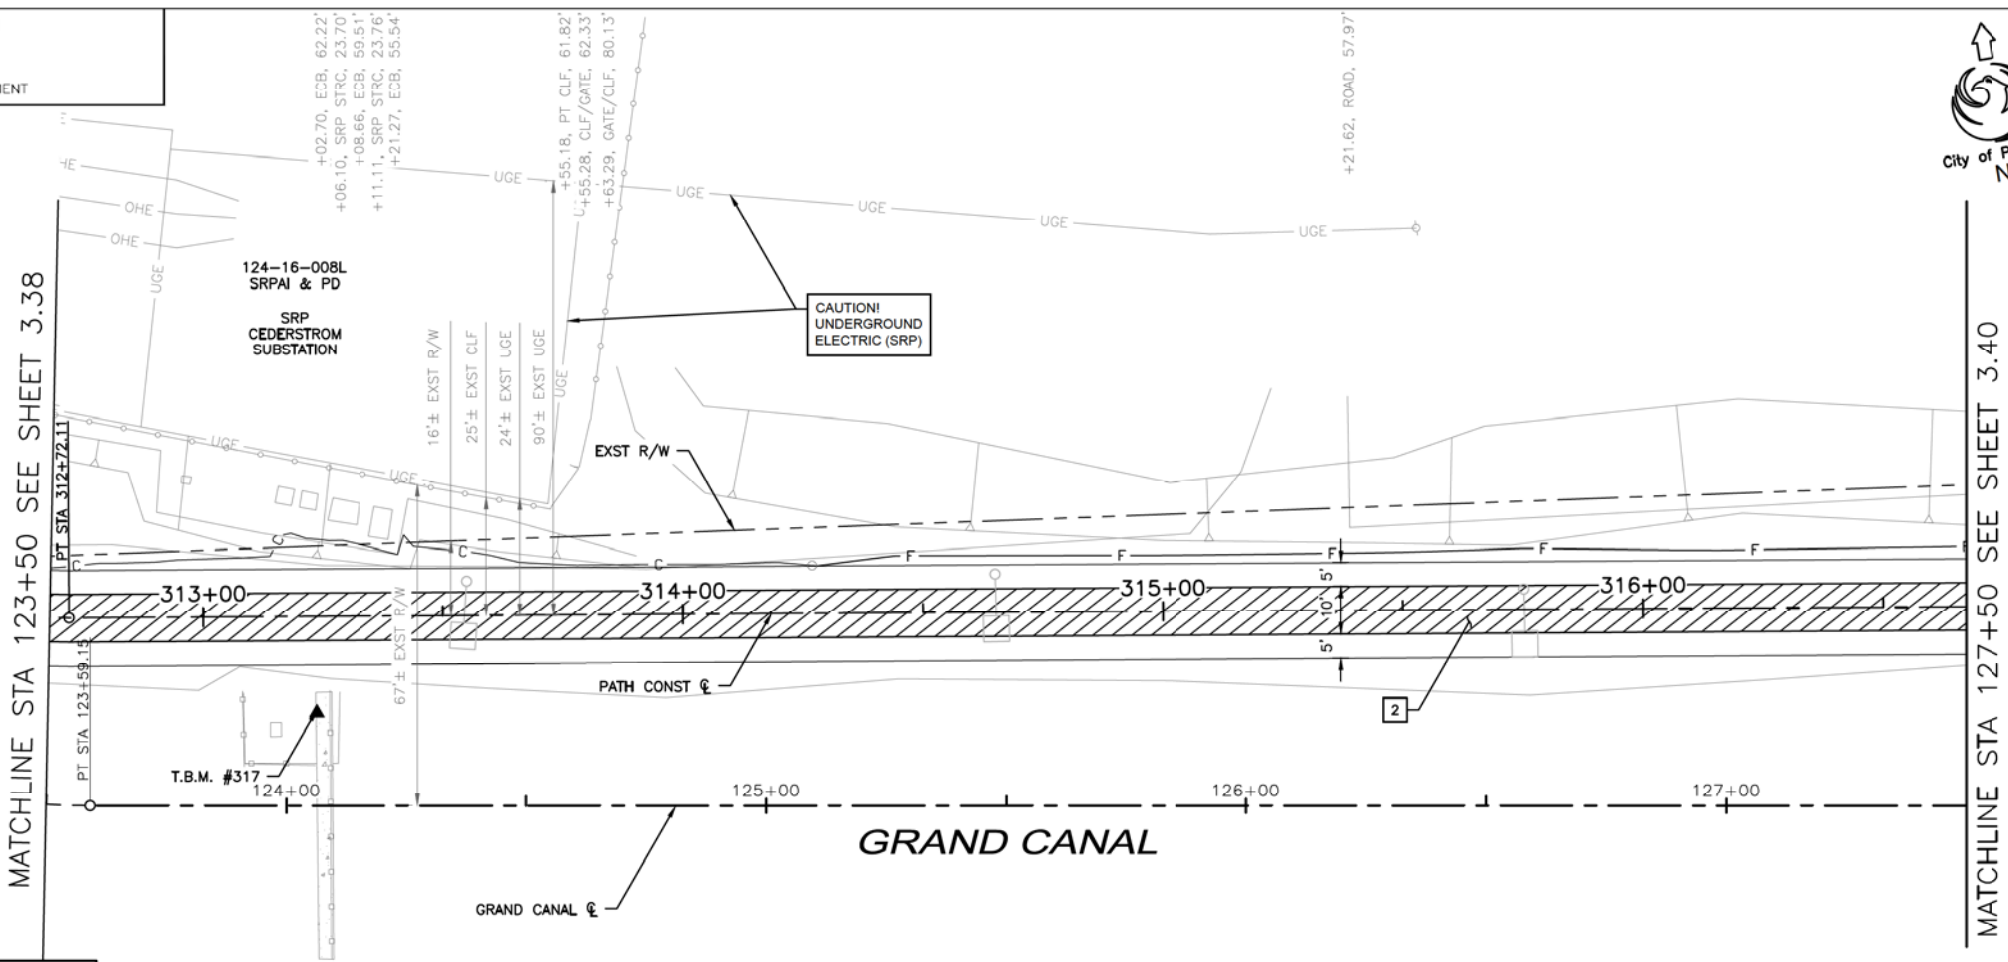 MENT
+02.70, ECB, 62.22'
+06.10, SRP STRC, 23.70'
+08.66, ECB, 59.51'
+11.11, SRP STRC, 23.76'
+21.27, ECB, 55.54'
+55.18, PT CLF, 61.82'
+55.28, CLF/GATE, 62.33'
+63.29, GATE/CLF, 80.13'
+21.62, ROAD, 57.97'
City of
UGE
UGE
UGE
UGE
UGE
OHE
OHE
UGE
124-16-008L
SRPAI & PD
SRP
CEDERSTROM
SUBSTATION
CAUTION!
UNDERGROUND
ELECTRIC (SRP)
16'± EXST R/W
25'± EXST CLF
24'± EXST UGE
90'± EXST UGE
UGE
MATCHLINE STA 123+50 SEE SHEET 3.38
PT STA 312+72.11
UGE
UGE
EXST R/W
C
C
C
C
F
F
F
F
F
F
313+00
314+00
315+00
316+00
5'
10'
5'
67'± EXST R/W
PATH CONST ℄
2
PT STA 123+59.15
T.B.M. #317
124+00
125+00
126+00
127+00
GRAND CANAL
GRAND CANAL ℄
MATCHLINE STA 127+50 SEE SHEET 3.40